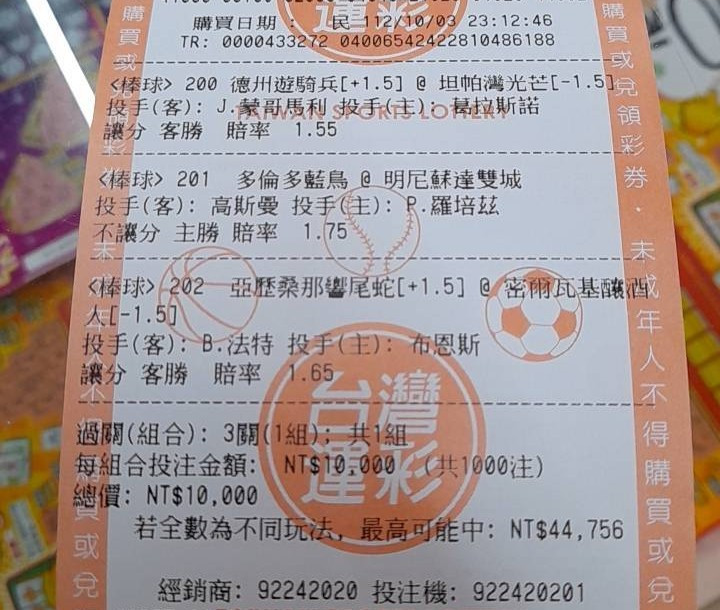 購買日期: 民 112/10/03 23:12:46
TR: 0000433272 04006542422810486188
<棒球> 200 德州遊騎兵[+1.5] @ 坦帕灣光芒[-1.5]
投手(客): J.蒙哥馬利 投手(主): 葛拉斯諾
TAIWAN SPORTS LOTTERY
讓分 客勝 賠率 1.55
<棒球> 201 多倫多藍鳥 @ 明尼蘇達雙城
投手(客): 高斯曼 投手(主): P.羅培茲
不讓分 主勝 賠率 1.75
<棒球> 202 亞歷桑那響尾蛇[+1.5] @ 密爾瓦基釀酒
人[-1.5]
投手(客): B.法特 投手(主): 布恩斯
讓分 客勝 賠率 1.65
台灣
運彩
過關(組合): 3關(1組); 共1組
每組合投注金額: NT$10,000 (共1000注)
總價: NT$10,000
若全數為不同玩法, 最高可能中: NT$44,756
經銷商: 92242020 投注機: 922420201
購買或兌領彩券·未成年人不得購買或兌